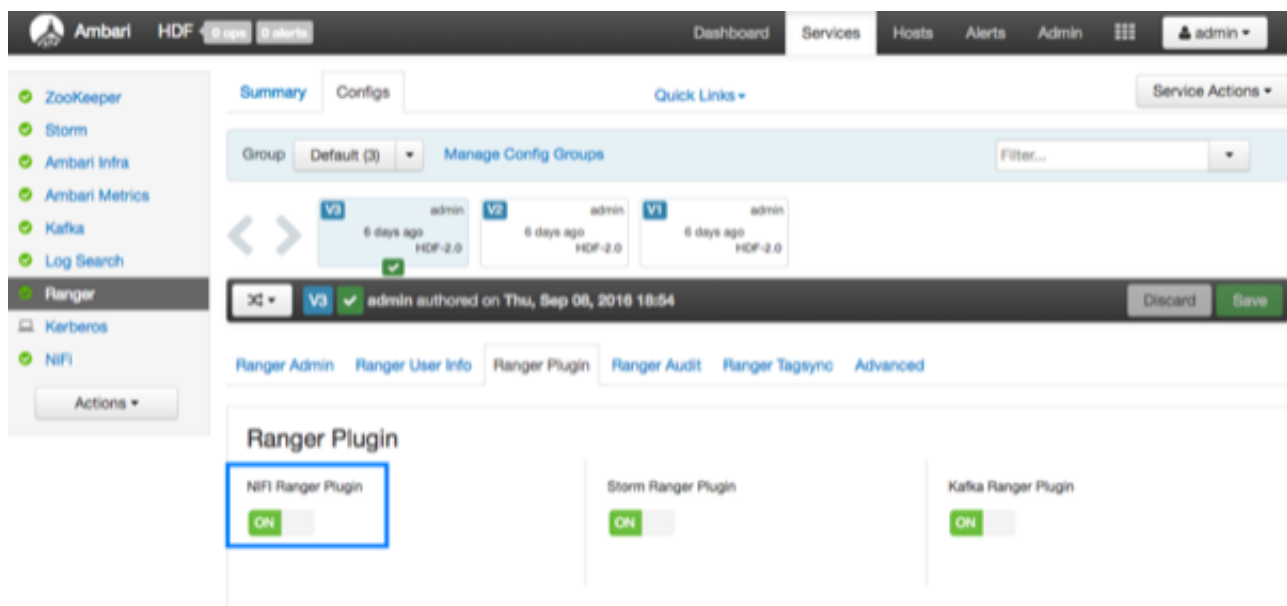 Ambari HDF 0 ops 0 alerts Dashboard Services Hosts Alerts Admin admin
ZooKeeper
Storm
Ambari Infra
Ambari Metrics
Kafka
Log Search
Ranger
Kerberos
NiFi
Actions
Summary Configs Quick Links Service Actions
Group Default (3) Manage Config Groups Filter...
V3 admin
6 days ago
HDF-2.0
V2 admin
6 days ago
HDF-2.0
V1 admin
6 days ago
HDF-2.0
V3 admin authored on Thu, Sep 08, 2016 18:54 Discard Save
Ranger Admin Ranger User Info Ranger Plugin Ranger Audit Ranger Tagsync Advanced
Ranger Plugin
NIFI Ranger Plugin Storm Ranger Plugin Kafka Ranger Plugin
ON ON ON